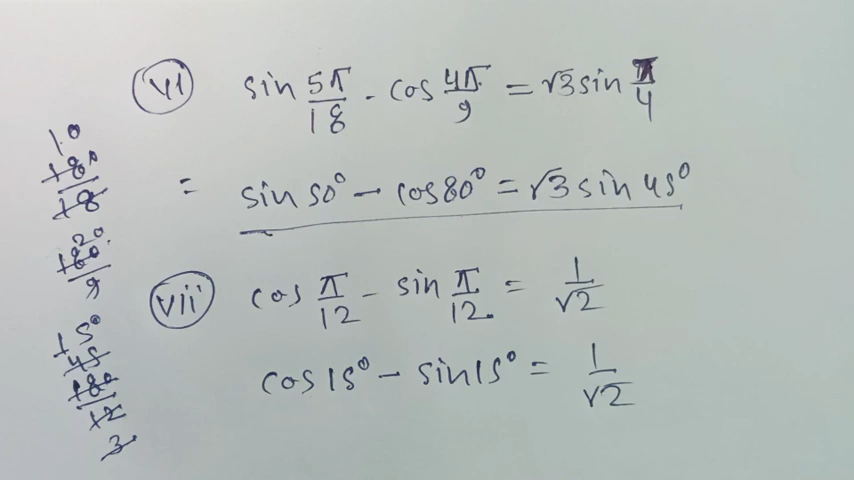 (vi) sin 5π/18 - cos 4π/9 = √3 sin π/4
= sin 50° - cos 80° = √3 sin 45°
(vii) cos π/12 - sin π/12 = 1/√2
cos 15° - sin 15° = 1/√2
10
180
18
20
180
9
15°
45
180
12
3